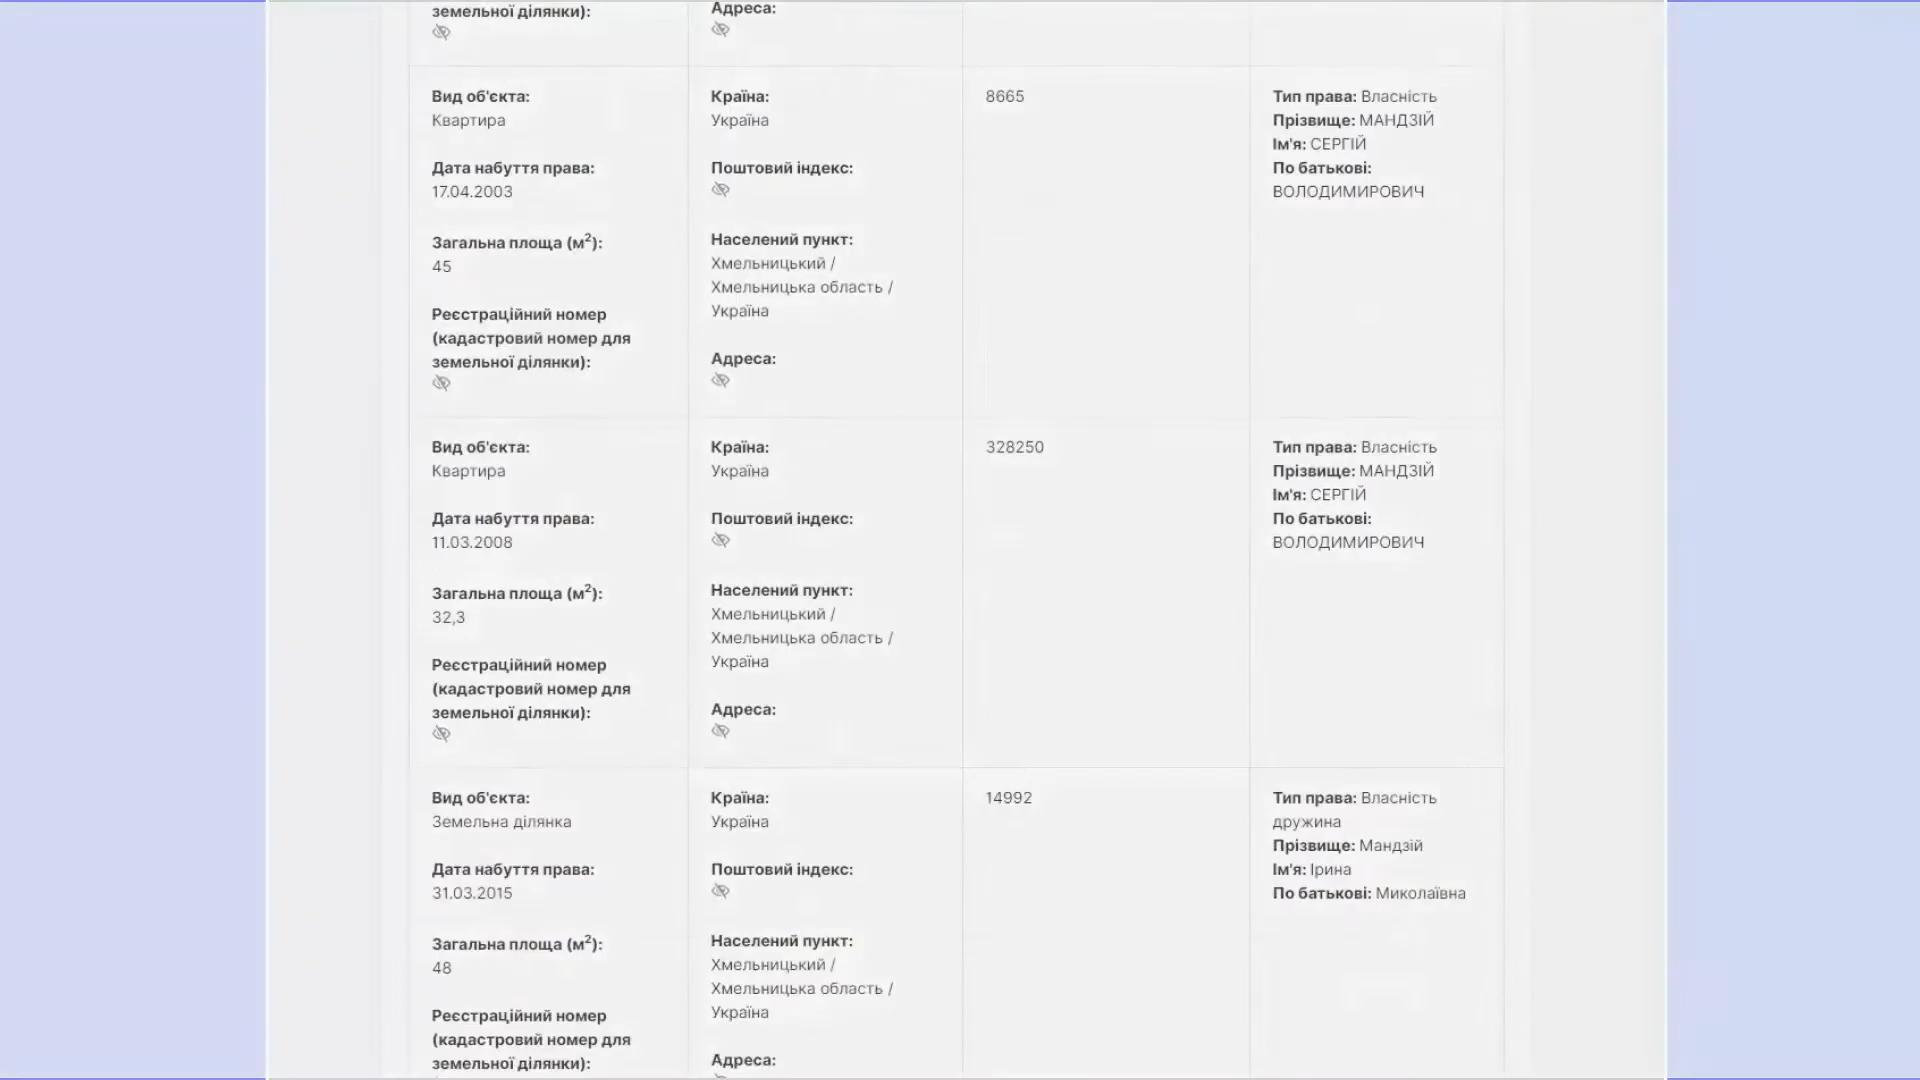 земельної ділянки):
Адреса:
Вид об'єкта:
Квартира
Дата набуття права:
17.04.2003
Загальна площа (м²):
45
Реєстраційний номер
(кадастровий номер для
земельної ділянки):
Країна:
Україна
Поштовий індекс:
Населений пункт:
Хмельницький /
Хмельницька область /
Україна
Адреса:
8665
Тип права: Власність
Прізвище: МАНДЗІЙ
Ім'я: СЕРГІЙ
По батькові:
ВОЛОДИМИРОВИЧ
Вид об'єкта:
Квартира
Дата набуття права:
11.03.2008
Загальна площа (м²):
32,3
Реєстраційний номер
(кадастровий номер для
земельної ділянки):
Країна:
Україна
Поштовий індекс:
Населений пункт:
Хмельницький /
Хмельницька область /
Україна
Адреса:
328250
Тип права: Власність
Прізвище: МАНДЗІЙ
Ім'я: СЕРГІЙ
По батькові:
ВОЛОДИМИРОВИЧ
Вид об'єкта:
Земельна ділянка
Дата набуття права:
31.03.2015
Загальна площа (м²):
48
Реєстраційний номер
(кадастровий номер для
земельної ділянки):
Країна:
Україна
Поштовий індекс:
Населений пункт:
Хмельницький /
Хмельницька область /
Україна
Адреса:
14992
Тип права: Власність
дружина
Прізвище: Мандзій
Ім'я: Ірина
По батькові: Миколаївна